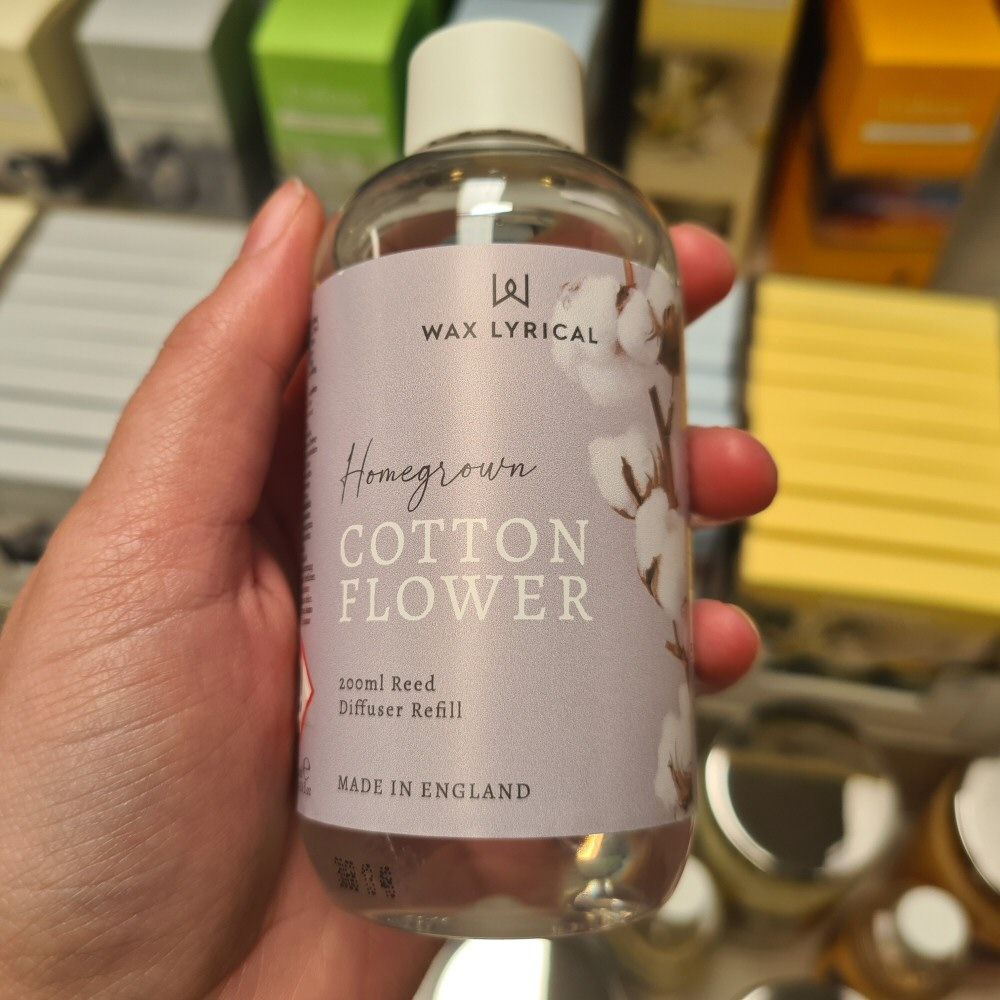 WAX LYRICAL
Homegrown
COTTON
FLOWER
200ml Reed
Diffuser Refill
MADE IN ENGLAND